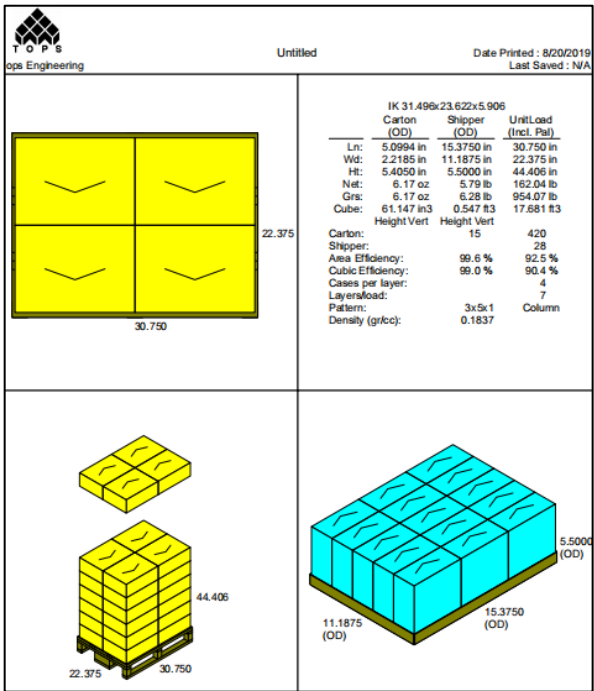 TOPS
ops Engineering
Untitled
Date Printed : 8/20/2019
Last Saved : N/A
22.375
30.750
IK 31.496x23.622x5.906
Carton Shipper UnitLoad
(OD) (OD) (Incl. Pal)
Ln: 5.0994 in 15.3750 in 30.750 in
Wd: 2.2185 in 11.1875 in 22.375 in
Ht: 5.4050 in 5.5000 in 44.406 in
Net: 6.17 oz 5.79 lb 162.04 lb
Grs: 6.17 oz 6.28 lb 954.07 lb
Cube: 61.147 in3 0.547 ft3 17.681 ft3
Height Vert Height Vert
Carton: 15 420
Shipper: 28
Area Efficiency: 99.6 % 92.5 %
Cubic Efficiency: 99.0 % 90.4 %
Cases per layer: 4
Layers/load: 7
Pattern: 3x5x1 Column
Density (gr/cc): 0.1837
44.406
22.375
30.750
5.5000
(OD)
15.3750
(OD)
11.1875
(OD)